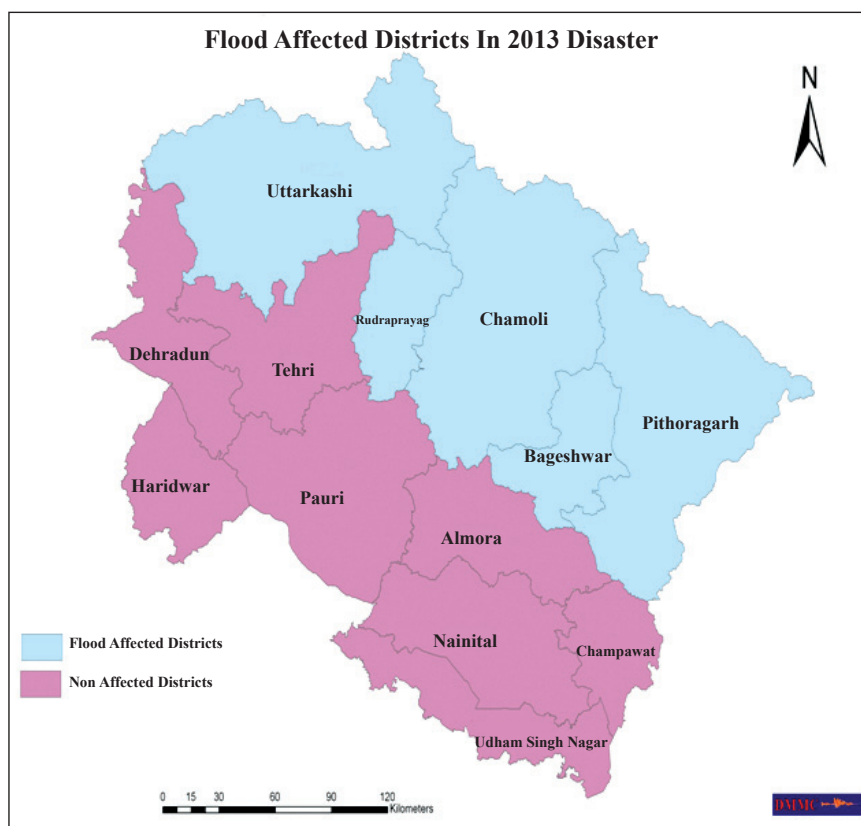 Flood Affected Districts In 2013 Disaster
N
Uttarkashi
Rudraprayag
Chamoli
Dehradun
Tehri
Pithoragarh
Bageshwar
Haridwar
Pauri
Almora
Nainital
Champawat
Udham Singh Nagar
Flood Affected Districts
Non Affected Districts
0 15 30 60 90 120
Kilometers
DMMC